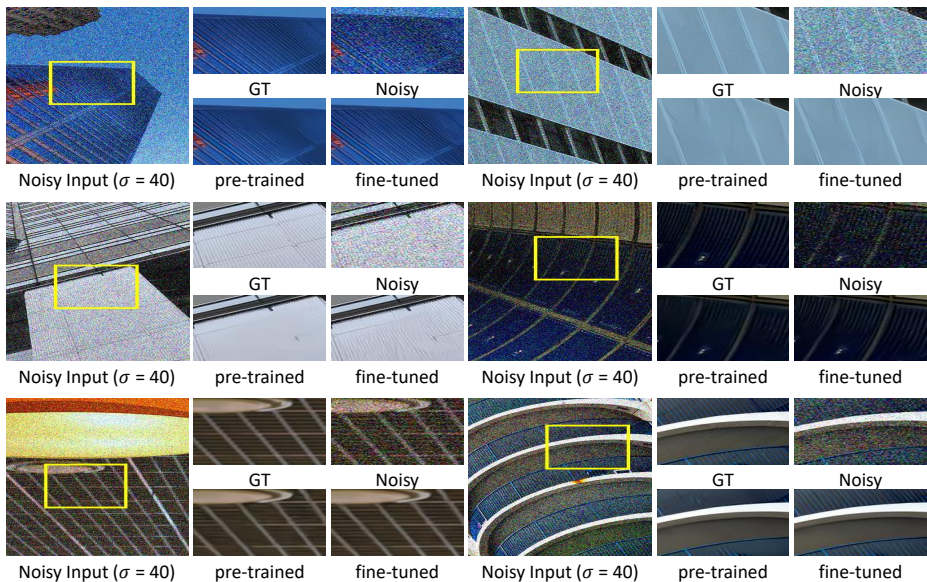 GT Noisy GT Noisy
Noisy Input (σ = 40) pre-trained fine-tuned Noisy Input (σ = 40) pre-trained fine-tuned
GT Noisy GT Noisy
Noisy Input (σ = 40) pre-trained fine-tuned Noisy Input (σ = 40) pre-trained fine-tuned
GT Noisy GT Noisy
Noisy Input (σ = 40) pre-trained fine-tuned Noisy Input (σ = 40) pre-trained fine-tuned